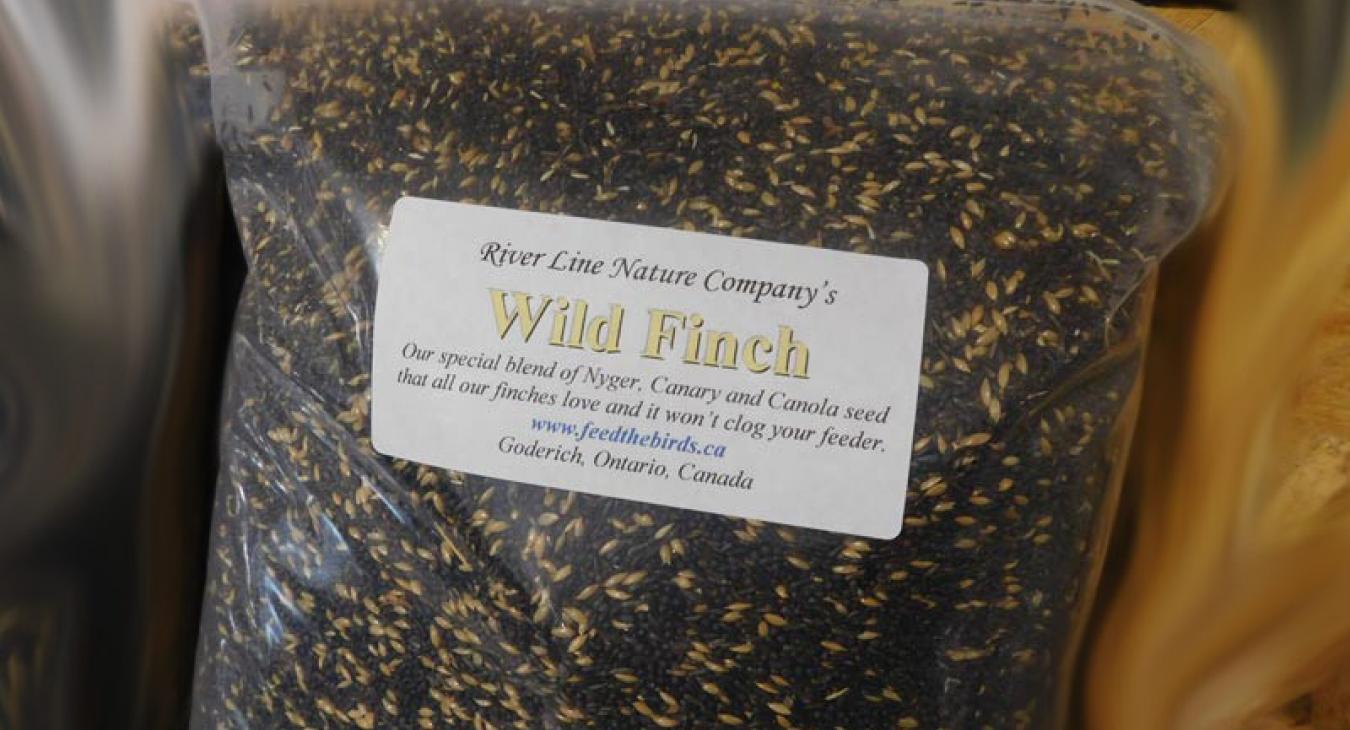 River Line Nature Company's
Wild Finch
Our special blend of Nyger, Canary and Canola seed
that all our finches love and it won't clog your feeder.
www.feedthebirds.ca
Goderich, Ontario, Canada